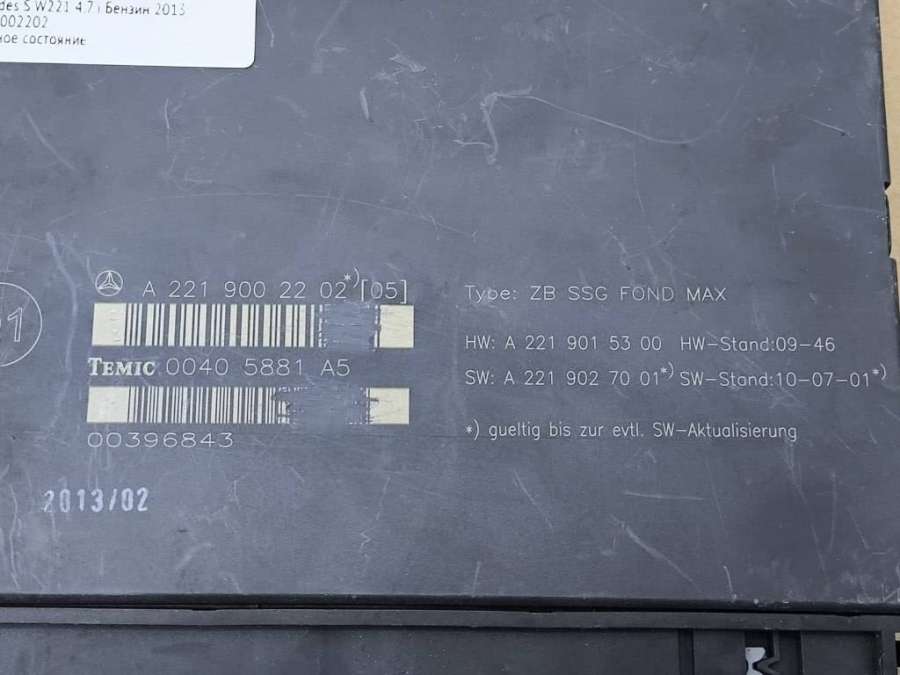 des S W221 4.7 i Бензин 2013
002202
ное состояние
A 221 900 22 02*)[05]
TEMIC 0040 5881 A5
00396843
2013/02
Type: ZB SSG FOND MAX
HW: A 221 901 53 00 HW-Stand:09-46
SW: A 221 902 70 01*) SW-Stand:10-07-01*)
*) gueltig bis zur evtl. SW-Aktualisierung